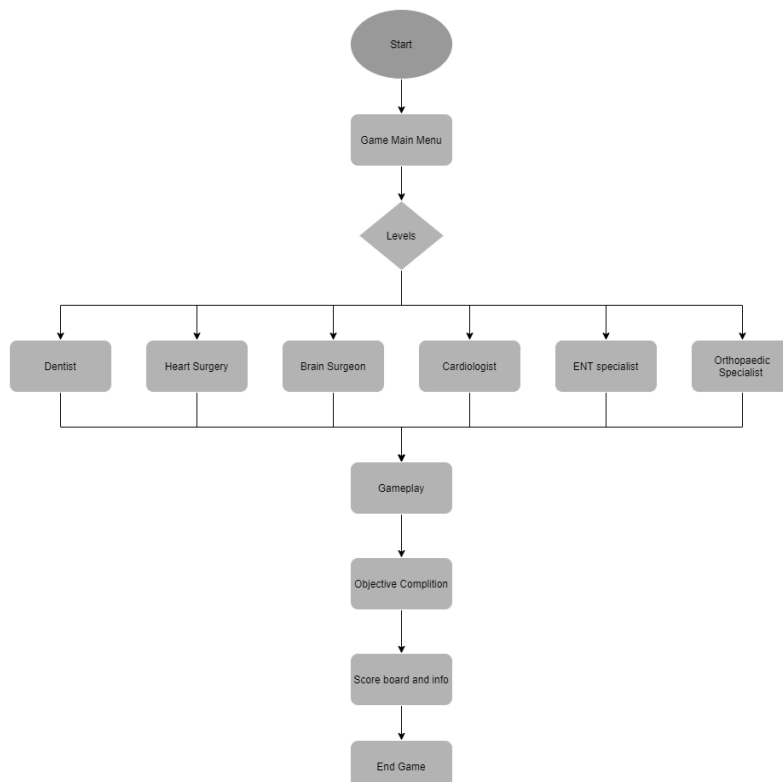 Start
Game Main Menu
Levels
Dentist
Heart Surgery
Brain Surgeon
Cardiologist
ENT specialist
Orthopaedic
Specialist
Gameplay
Objective Complition
Score board and info
End Game